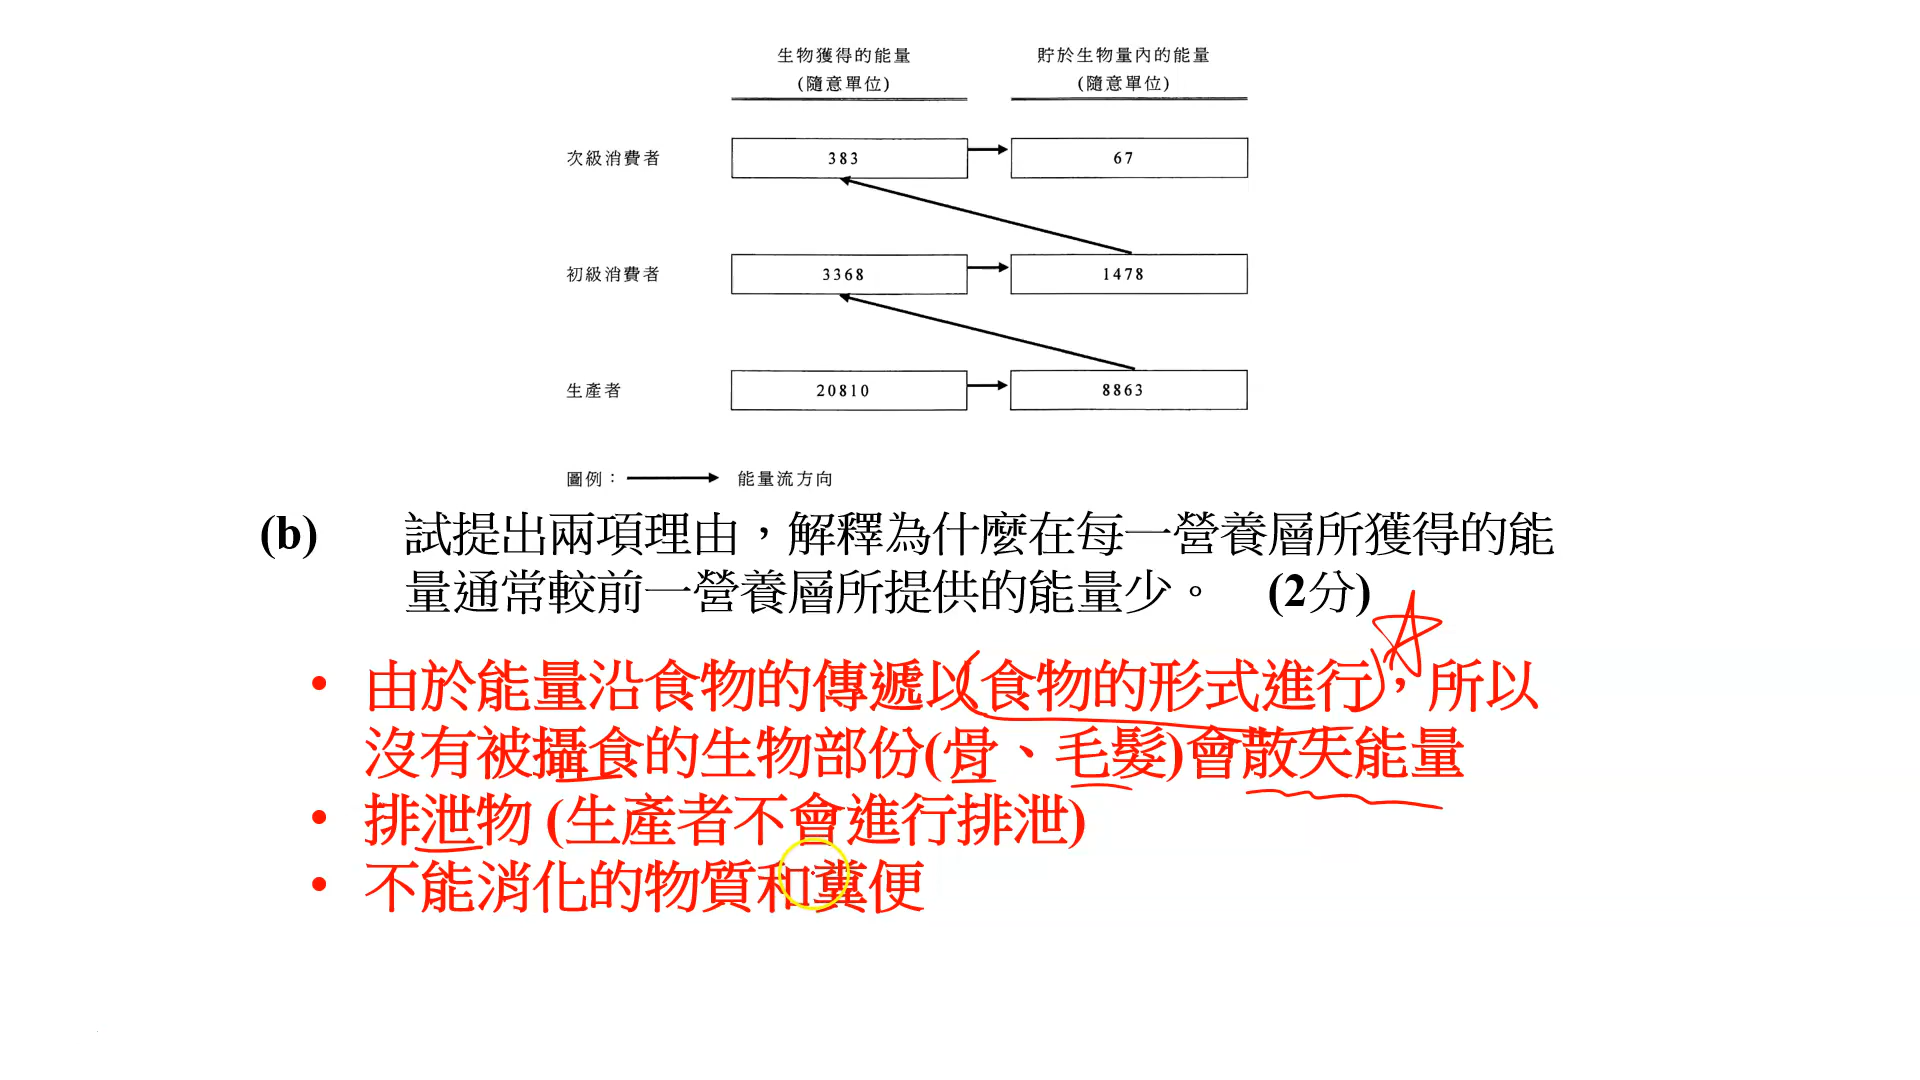 生物獲得的能量 貯於生物量內的能量
(隨意單位) (隨意單位)
次級消費者 383 67
初級消費者 3368 1478
生產者 20810 8863
圖例： 能量流方向
(b) 試提出兩項理由，解釋為什麼在每一營養層所獲得的能
量通常較前一營養層所提供的能量少。 (2分)
• 由於能量沿食物的傳遞以食物的形式進行，所以
沒有被攝食的生物部份(骨、毛髮)會散失能量
• 排泄物 (生產者不會進行排泄)
• 不能消化的物質和糞便